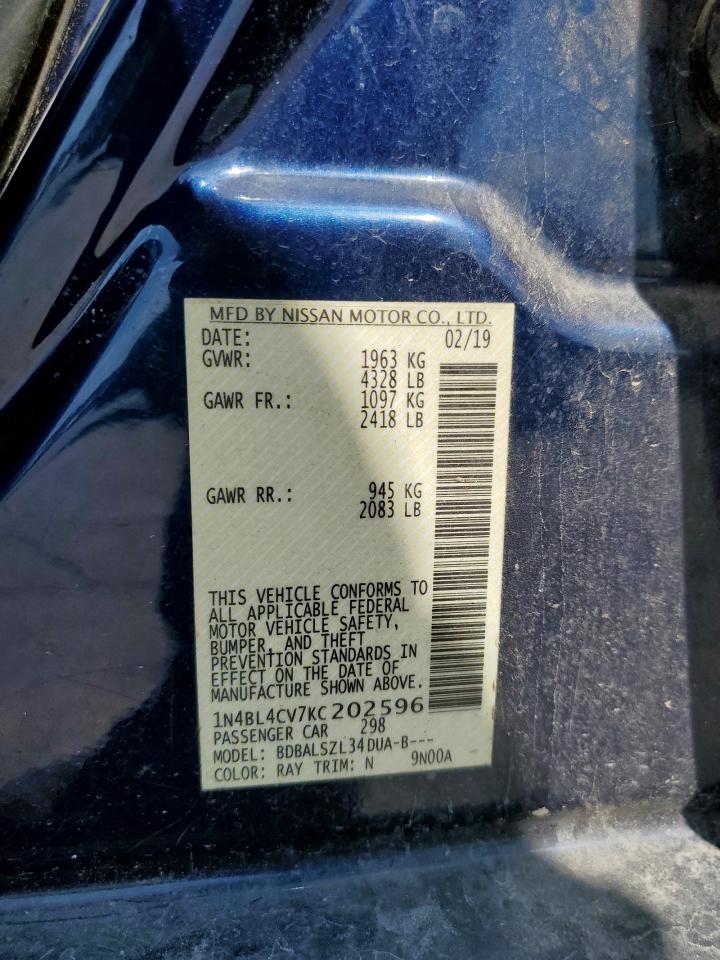 MFD BY NISSAN MOTOR CO., LTD.
DATE: 02/19
GVWR: 1963 KG
4328 LB
GAWR FR.: 1097 KG
2418 LB
GAWR RR.: 945 KG
2083 LB
THIS VEHICLE CONFORMS TO
ALL APPLICABLE FEDERAL
MOTOR VEHICLE SAFETY,
BUMPER, AND THEFT
PREVENTION STANDARDS IN
EFFECT ON THE DATE OF
MANUFACTURE SHOWN ABOVE.
1N4BL4CV7KC202596
PASSENGER CAR 298
MODEL: BDBALSZL34DUA-B---
COLOR: RAY TRIM: N 9N00A